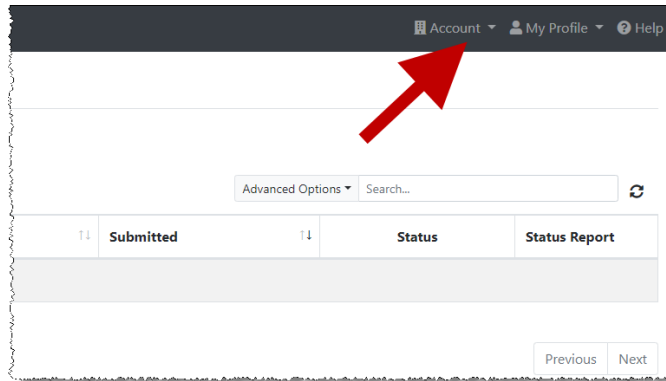 Account My Profile Help
Advanced Options Search...
Submitted Status Status Report
Previous Next